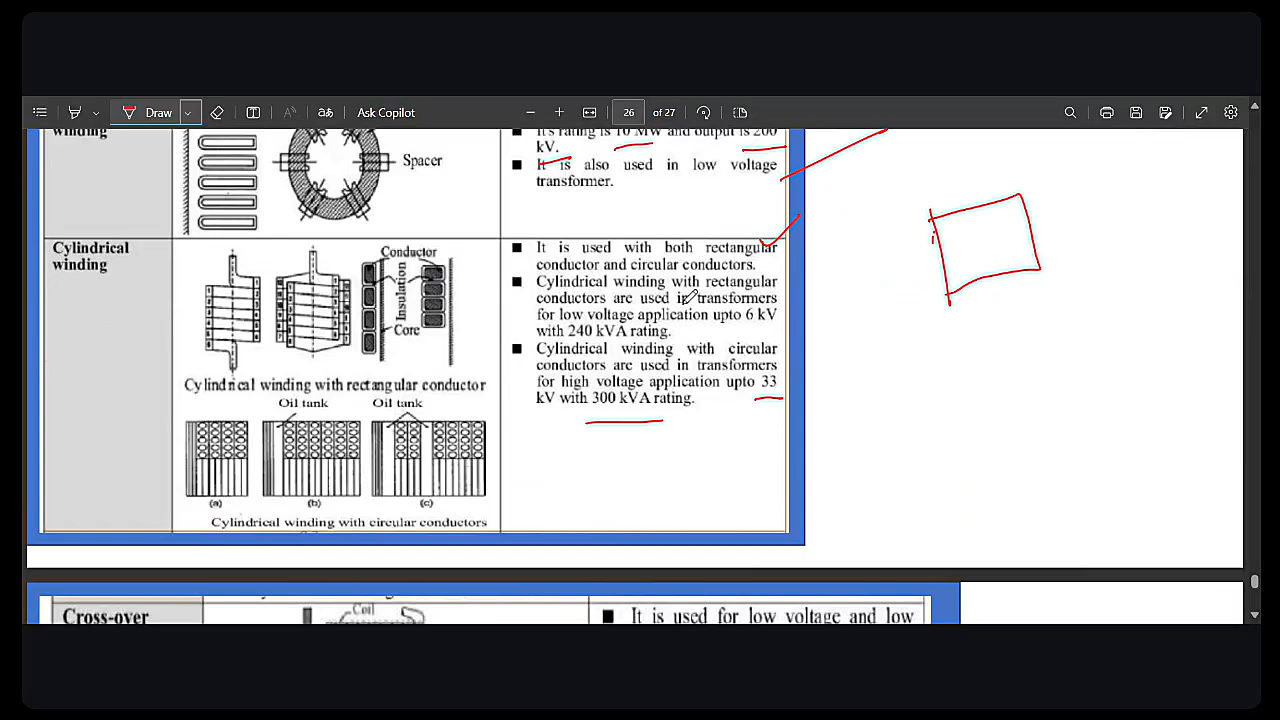 Draw
Ask Copilot
26 of 27
winding
Spacer
It's rating is 10 MW and output is 200
kV.
It is also used in low voltage
transformer.
Cylindrical
winding
Conductor
Insulation
Core
Cylindrical winding with rectangular conductor
Oil tank Oil tank
(a) (b) (c)
Cylindrical winding with circular conductors
It is used with both rectangular
conductor and circular conductors.
Cylindrical winding with rectangular
conductors are used in transformers
for low voltage application upto 6 kV
with 240 kVA rating.
Cylindrical winding with circular
conductors are used in transformers
for high voltage application upto 33
kV with 300 kVA rating.
Cross-over
Coil
It is used for low voltage and low